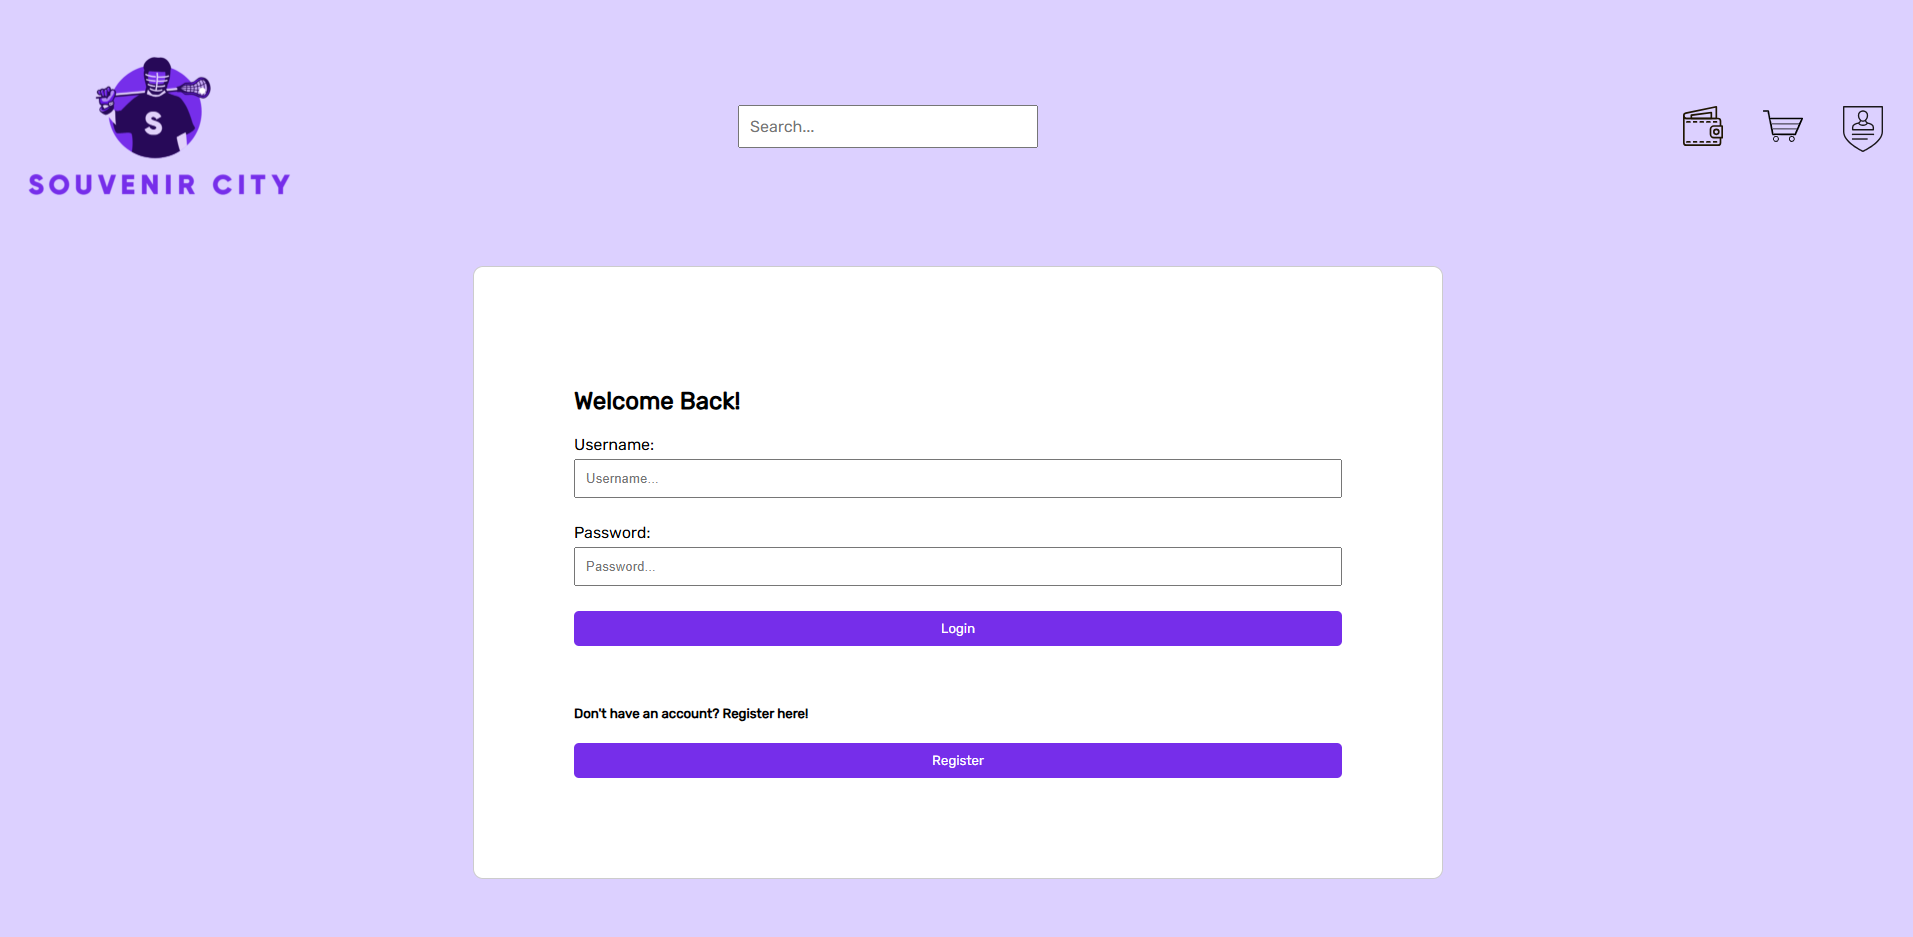 S
SOUVENIR CITY
Search...
Welcome Back!
Username:
Username...
Password:
Password...
Login
Don't have an account? Register here!
Register